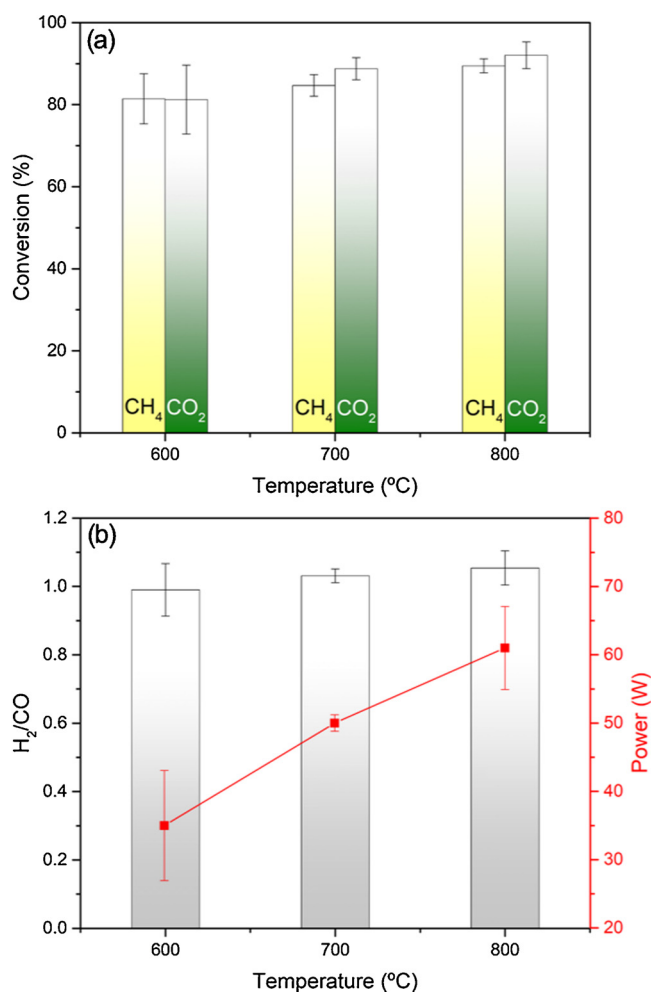 (a)
100
80
60
40
20
0
Conversion (%)
CH4 CO2 CH4 CO2 CH4 CO2
600 700 800
Temperature (ºC)
(b)
1.2 80
1.0 70
0.8 60
0.6 50
0.4 40
0.2 30
0.0 20
H2/CO
Power (W)
600 700 800
Temperature (ºC)